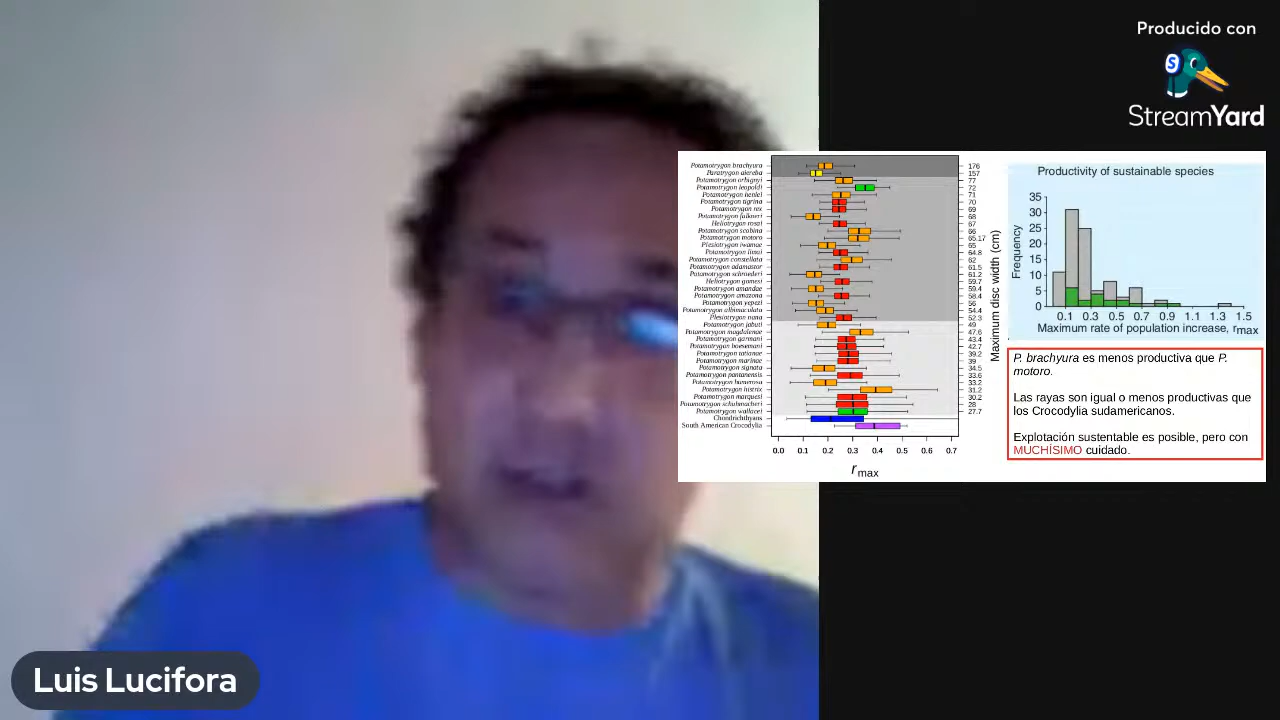 Producido con
StreamYard
Potamotrygon brachyura 176
Paratrygon aiereba 157
Potamotrygon orbignyi 77
Potamotrygon leopoldi 72
Potamotrygon henlei 71
Potamotrygon tigrina 70
Potamotrygon rex 69
Potamotrygon falkneri 68
Heliotrygon rosai 67
Potamotrygon scobina 66
Potamotrygon motoro 65.17
Plesiotrygon iwamae 65
Potamotrygon limai 64.8
Potamotrygon constellata 62
Potamotrygon adamastor 61.5
Potamotrygon schroederi 61.2
Heliotrygon gomesi 59.7
Potamotrygon amandae 59.4
Potamotrygon amazona 58.4
Potamotrygon yepezi 56
Potamotrygon albimaculata 54.4
Plesiotrygon nana 52.3
Potamotrygon jabuti 49
Potamotrygon magdalenae 47.6
Potamotrygon garmani 43.4
Potamotrygon boesemani 42.7
Potamotrygon tatianae 39.2
Potamotrygon marinae 39
Potamotrygon signata 34.5
Potamotrygon pantanensis 33.6
Potamotrygon humerosa 33.2
Potamotrygon histrix 31.2
Potamotrygon marquesi 30.2
Potamotrygon schuhmacheri 28
Potamotrygon wallacei 27.7
Chondrichthyans
South American Crocodylia
0.0 0.1 0.2 0.3 0.4 0.5 0.6 0.7
rmax
Maximum disc width (cm)
Productivity of sustainable species
Frequency
35
30
25
20
15
10
5
0
0.1 0.3 0.5 0.7 0.9 1.1 1.3 1.5
Maximum rate of population increase, rmax
P. brachyura es menos productiva que P.
motoro.
Las rayas son igual o menos productivas que
los Crocodylia sudamericanos.
Explotación sustentable es posible, pero con
MUCHÍSIMO cuidado.
Luis Lucifora